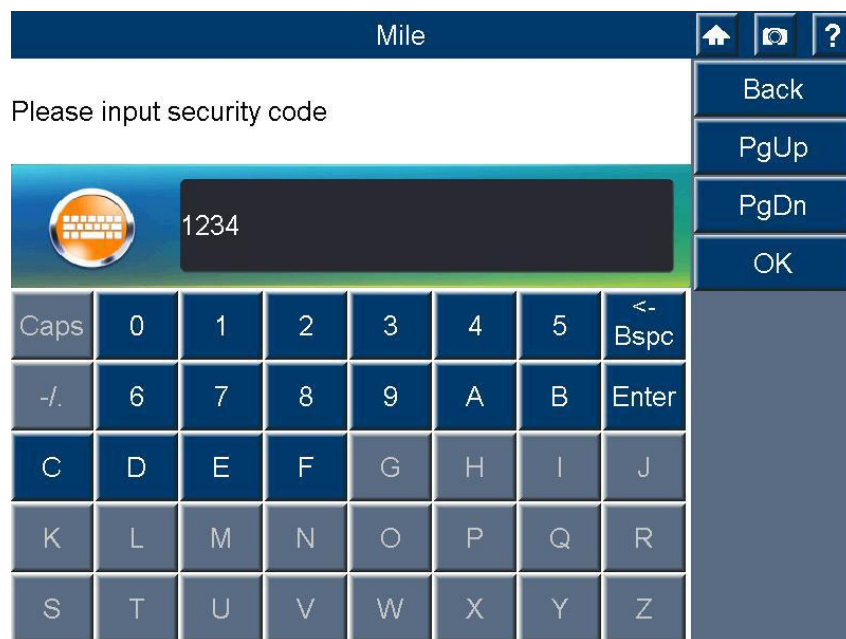 Mile
?
Please input security code
Back
PgUp
PgDn
OK
1234
Caps 0 1 2 3 4 5 <- Bspc
-/. 6 7 8 9 A B Enter
C D E F G H I J
K L M N O P Q R
S T U V W X Y Z